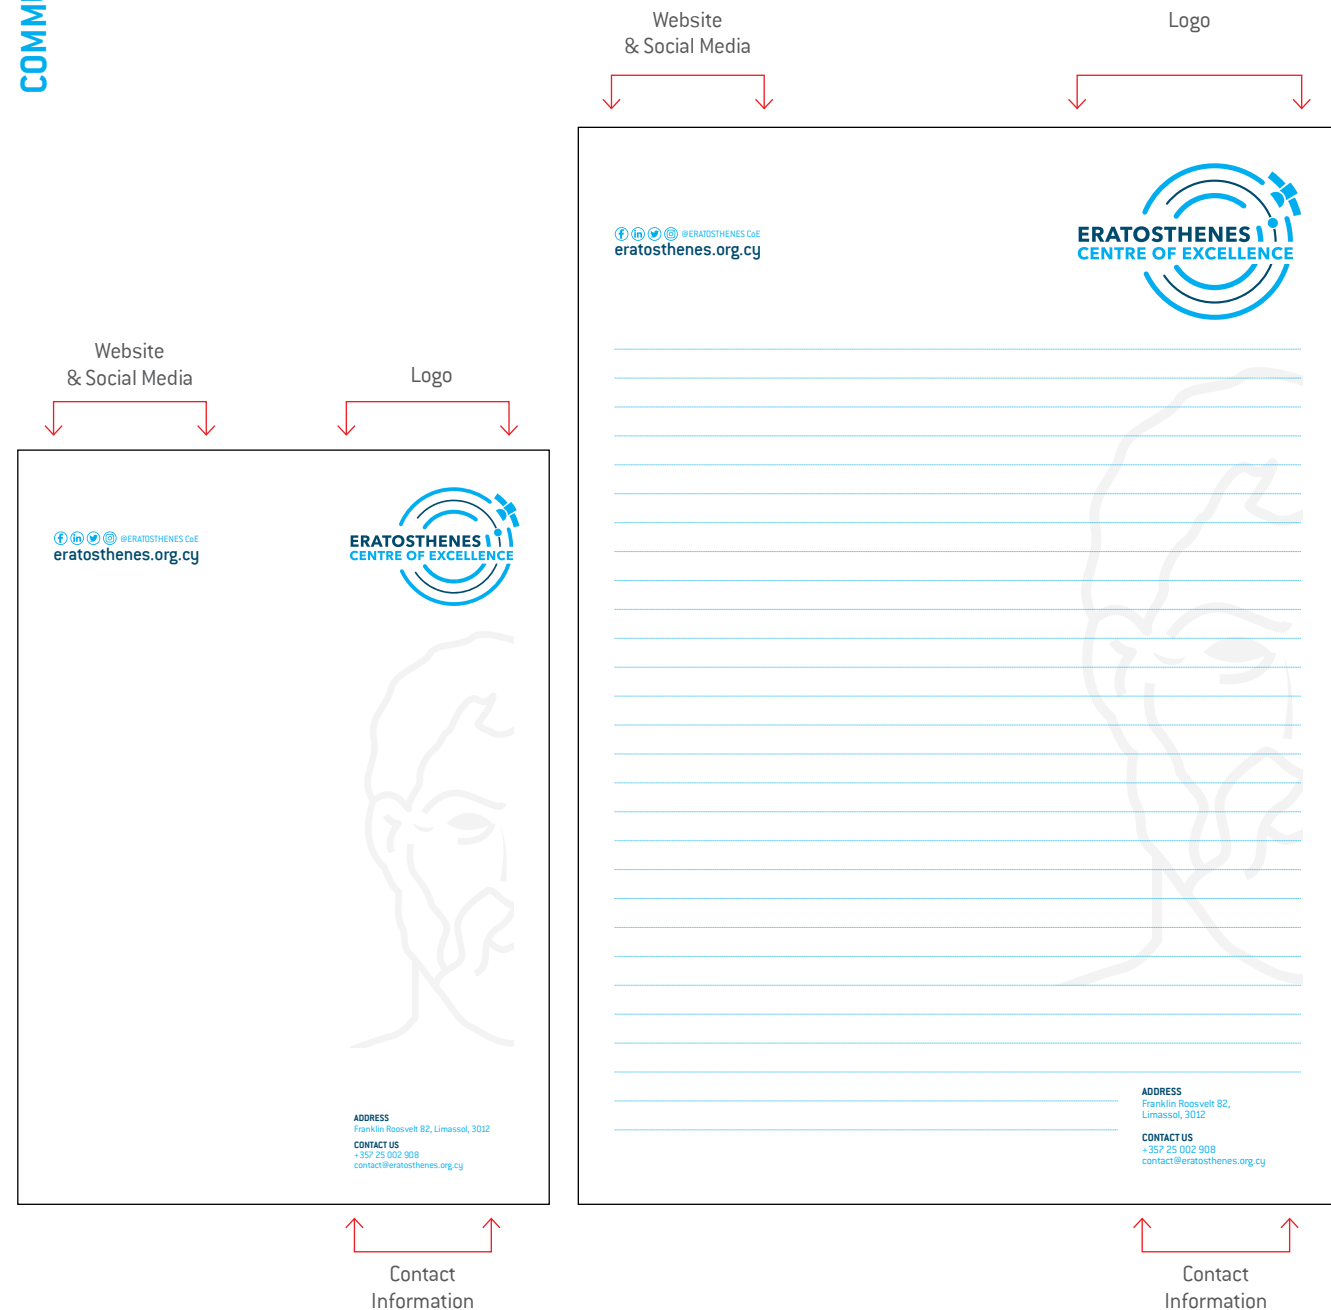 COMM
Website
& Social Media
Logo
@ERATOSTHENES CoE
eratosthenes.org.cy
ERATOSTHENES
CENTRE OF EXCELLENCE
ADDRESS
Franklin Roosvelt 82,
Limassol, 3012
CONTACT US
+357 25 002 908
contact@eratosthenes.org.cy
Contact
Information
Website
& Social Media
Logo
@ERATOSTHENES CoE
eratosthenes.org.cy
ERATOSTHENES
CENTRE OF EXCELLENCE
ADDRESS
Franklin Roosvelt 82, Limassol, 3012
CONTACT US
+357 25 002 908
contact@eratosthenes.org.cy
Contact
Information